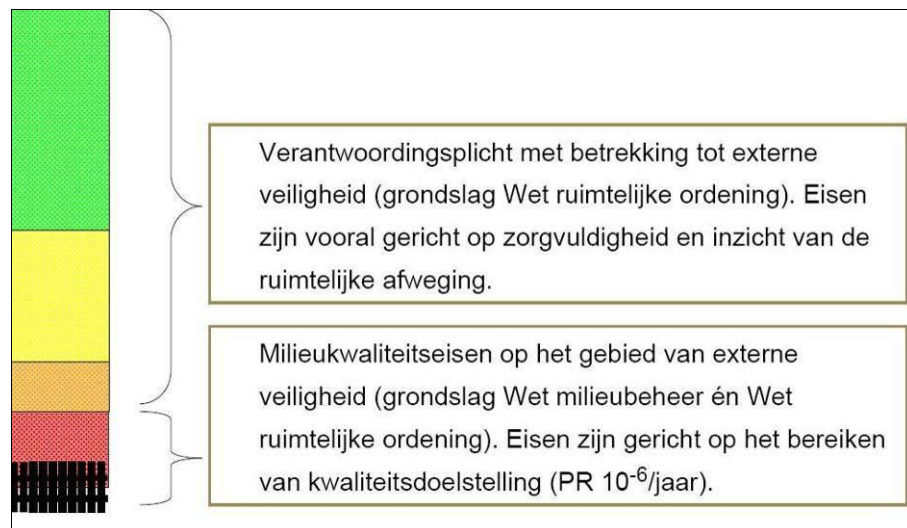 Verantwoordingsplicht met betrekking tot externe
veiligheid (grondslag Wet ruimtelijke ordening). Eisen
zijn vooral gericht op zorgvuldigheid en inzicht van de
ruimtelijke afweging.
Milieukwaliteitseisen op het gebied van externe
veiligheid (grondslag Wet milieubeheer én Wet
ruimtelijke ordening). Eisen zijn gericht op het bereiken
van kwaliteitsdoelstelling (PR 10⁻⁶/jaar).